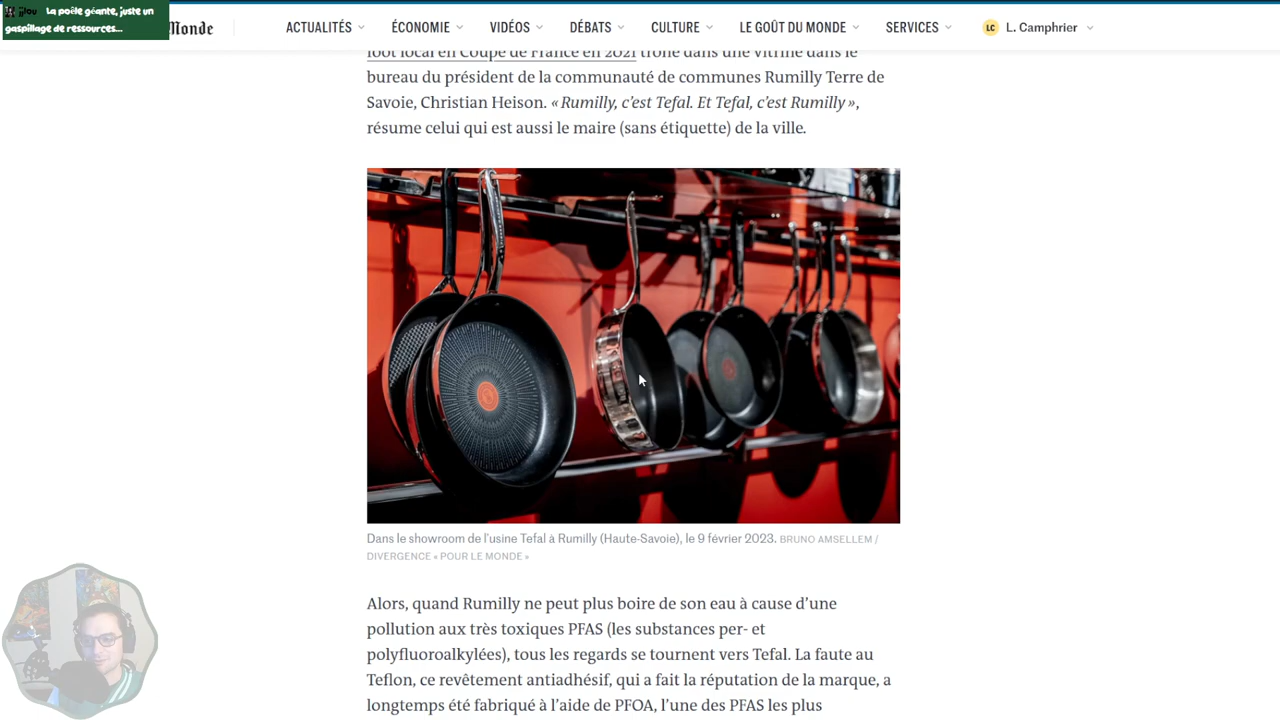 jilou La poêle géante, juste un
gaspillage de ressources...
Monde
ACTUALITÉS
ÉCONOMIE
VIDÉOS
DÉBATS
CULTURE
LE GOÛT DU MONDE
SERVICES
LC
L. Camphrier
foot local en Coupe de France en 2021 trône dans une vitrine dans le
bureau du président de la communauté de communes Rumilly Terre de
Savoie, Christian Heison. « Rumilly, c’est Tefal. Et Tefal, c’est Rumilly »,
résume celui qui est aussi le maire (sans étiquette) de la ville.
Dans le showroom de l’usine Tefal à Rumilly (Haute-Savoie), le 9 février 2023. BRUNO AMSELLEM /
DIVERGENCE « POUR LE MONDE »
Alors, quand Rumilly ne peut plus boire de son eau à cause d’une
pollution aux très toxiques PFAS (les substances per- et
polyfluoroalkylées), tous les regards se tournent vers Tefal. La faute au
Teflon, ce revêtement antiadhésif, qui a fait la réputation de la marque, a
longtemps été fabriqué à l’aide de PFOA, l’une des PFAS les plus